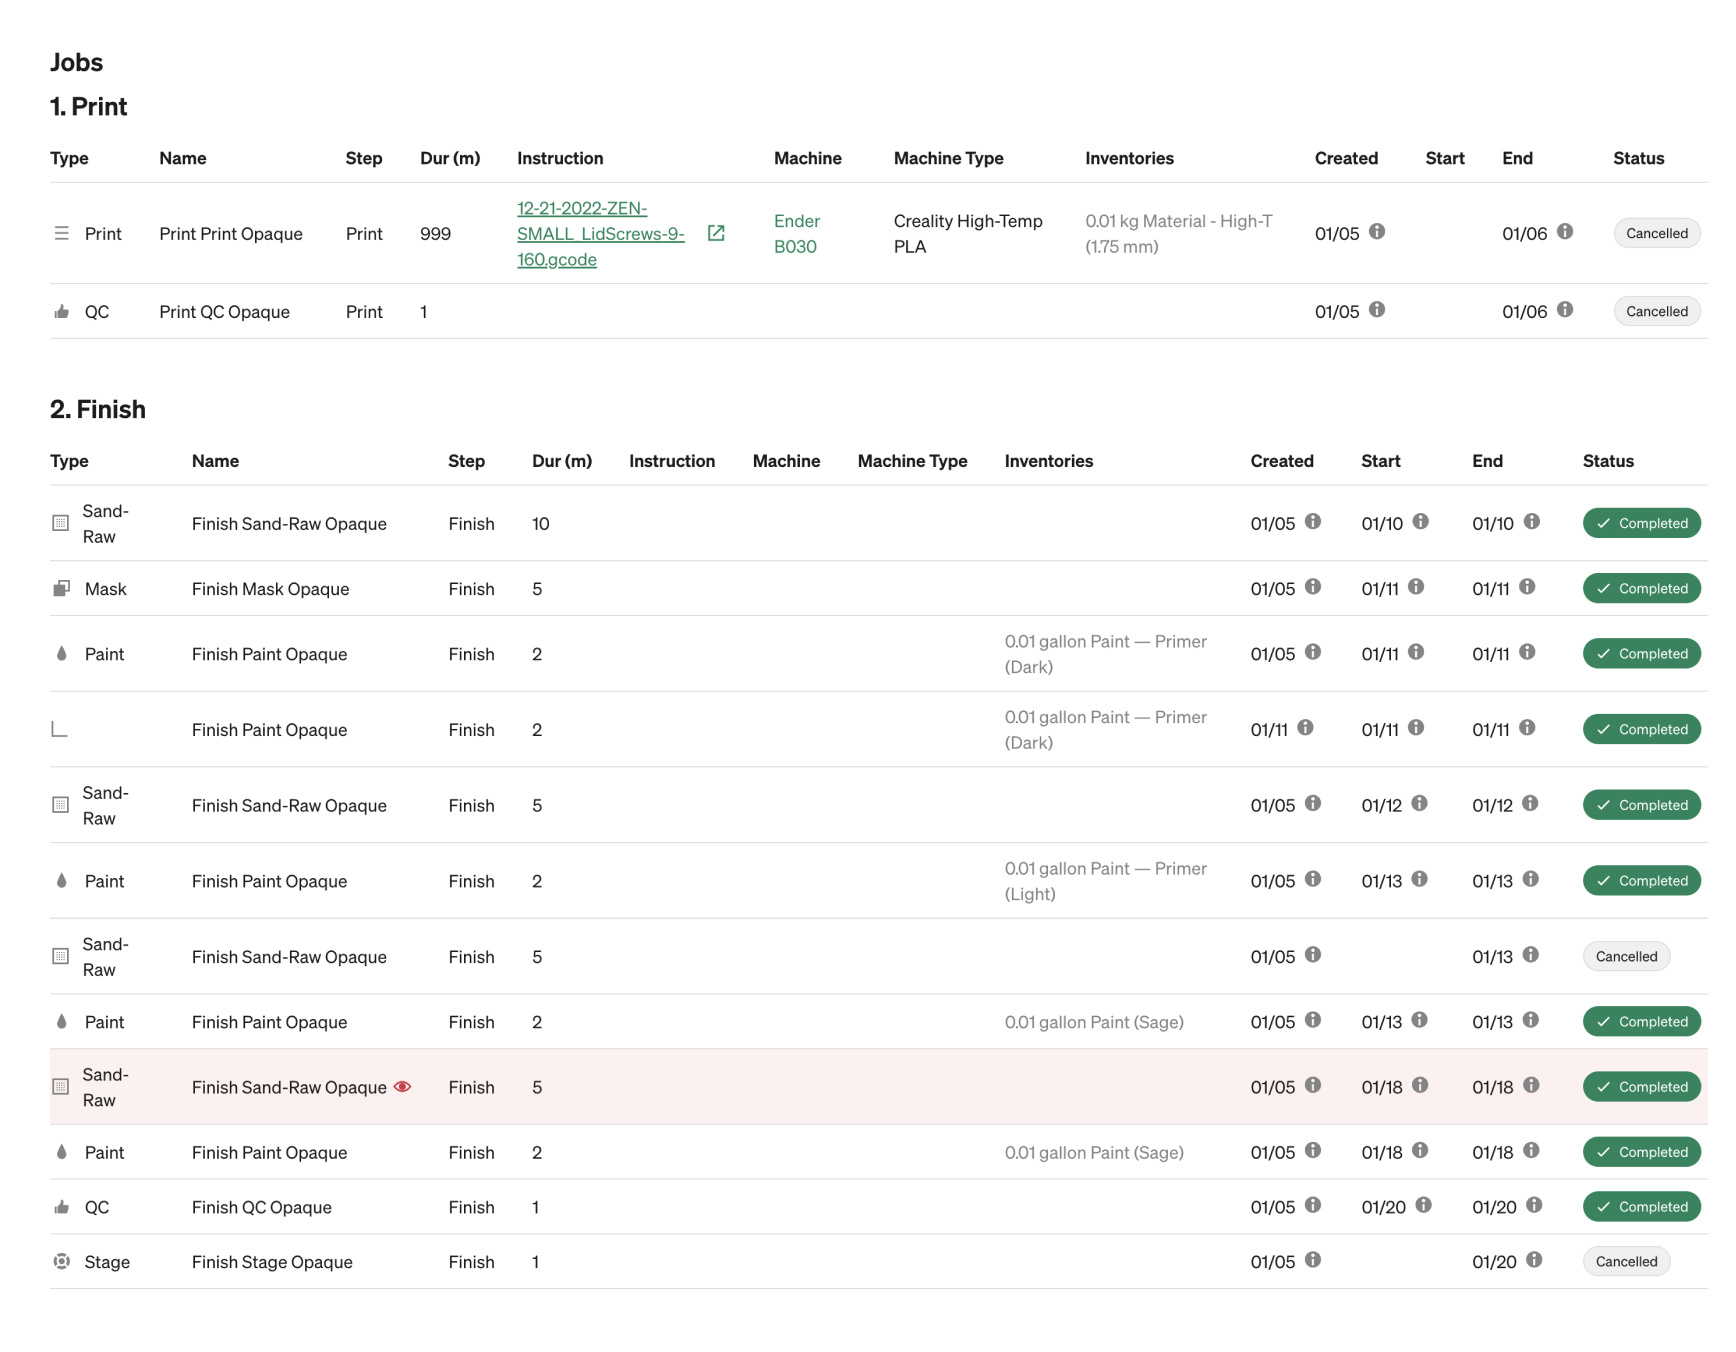 Jobs
1. Print
Type Name Step Dur (m) Instruction Machine Machine Type Inventories Created Start End Status
Print Print Print Opaque Print 999 12-21-2022-ZEN-SMALL_LidScrews-9-160.gcode Ender B030 Creality High-Temp PLA 0.01 kg Material - High-T (1.75 mm) 01/05 01/06 Cancelled
QC Print QC Opaque Print 1 01/05 01/06 Cancelled
2. Finish
Type Name Step Dur (m) Instruction Machine Machine Type Inventories Created Start End Status
Sand-Raw Finish Sand-Raw Opaque Finish 10 01/05 01/10 01/10 Completed
Mask Finish Mask Opaque Finish 5 01/05 01/11 01/11 Completed
Paint Finish Paint Opaque Finish 2 0.01 gallon Paint — Primer (Dark) 01/05 01/11 01/11 Completed
Finish Paint Opaque Finish 2 0.01 gallon Paint — Primer (Dark) 01/11 01/11 01/11 Completed
Sand-Raw Finish Sand-Raw Opaque Finish 5 01/05 01/12 01/12 Completed
Paint Finish Paint Opaque Finish 2 0.01 gallon Paint — Primer (Light) 01/05 01/13 01/13 Completed
Sand-Raw Finish Sand-Raw Opaque Finish 5 01/05 01/13 Cancelled
Paint Finish Paint Opaque Finish 2 0.01 gallon Paint (Sage) 01/05 01/13 01/13 Completed
Sand-Raw Finish Sand-Raw Opaque Finish 5 01/05 01/18 01/18 Completed
Paint Finish Paint Opaque Finish 2 0.01 gallon Paint (Sage) 01/05 01/18 01/18 Completed
QC Finish QC Opaque Finish 1 01/05 01/20 01/20 Completed
Stage Finish Stage Opaque Finish 1 01/05 01/20 Cancelled